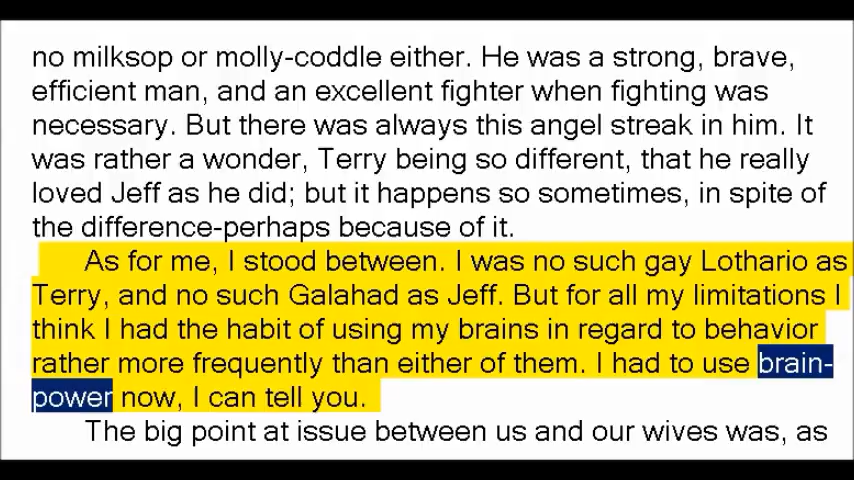 no milksop or molly-coddle either. He was a strong, brave,
efficient man, and an excellent fighter when fighting was
necessary. But there was always this angel streak in him. It
was rather a wonder, Terry being so different, that he really
loved Jeff as he did; but it happens so sometimes, in spite of
the difference-perhaps because of it.
As for me, I stood between. I was no such gay Lothario as
Terry, and no such Galahad as Jeff. But for all my limitations I
think I had the habit of using my brains in regard to behavior
rather more frequently than either of them. I had to use brain-
power now, I can tell you.
The big point at issue between us and our wives was, as